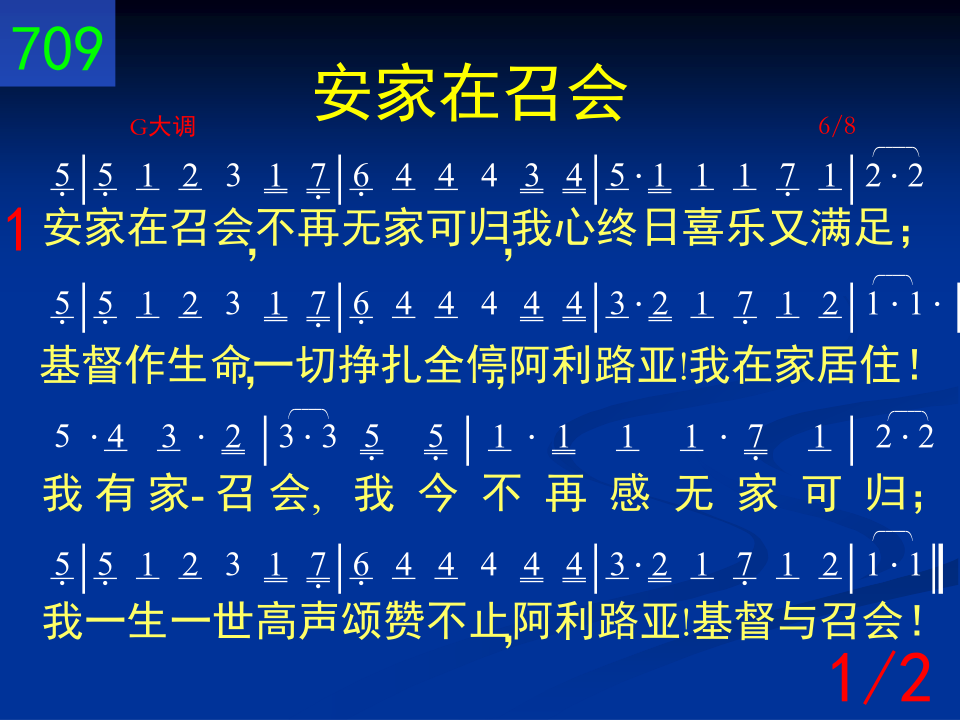 709
安家在召会
G大调 6/8
5|5 1 2 3 1 7|6 4 4 4 3 4|5·1 1 1 7 1|2·2
1 安家在召会,不再无家可归,我心终日喜乐又满足；
5|5 1 2 3 1 7|6 4 4 4 4 4|3·2 1 7 1 2|1·1·|
基督作生命,一切挣扎全停,阿利路亚!我在家居住！
5·4 3·2|3·3 5 5|1·1 1 1·7 1|2·2
我有家-召会,我今不再感无家可归；
5|5 1 2 3 1 7|6 4 4 4 4 4|3·2 1 7 1 2|1·1‖
我一生一世高声颂赞不止,阿利路亚!基督与召会！
1/2